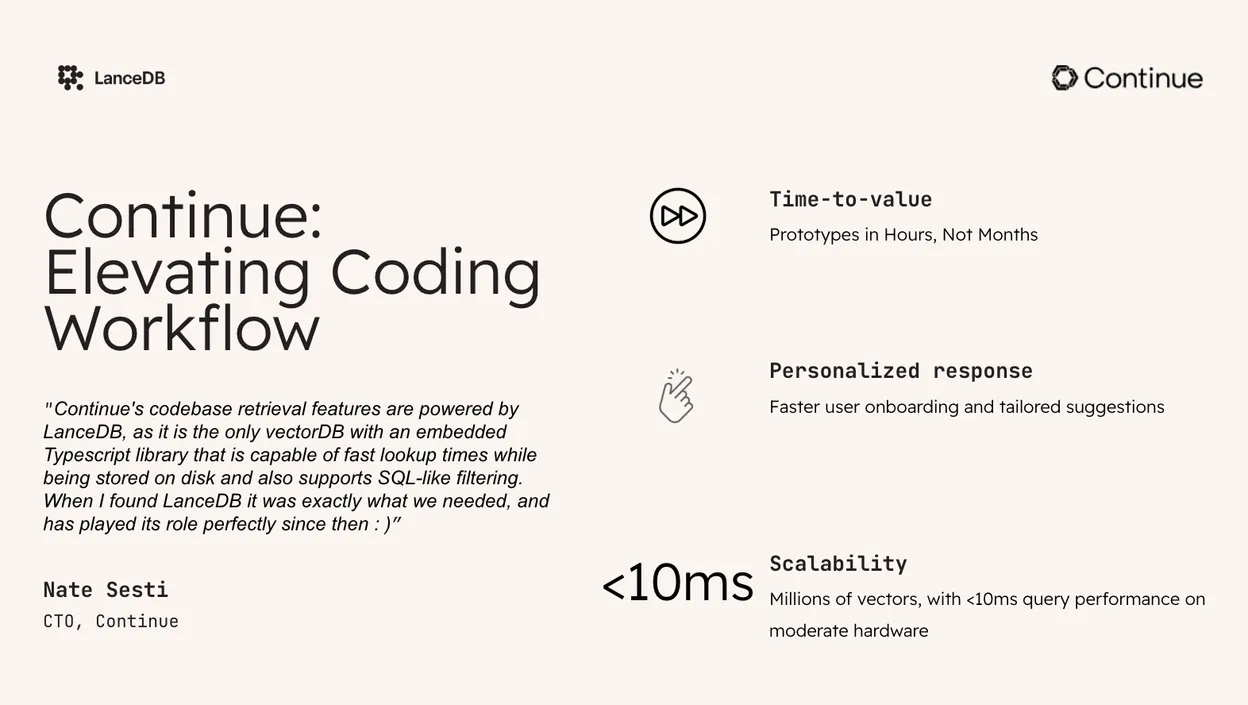 LanceDB
Continue
Continue:
Elevating Coding
Workflow
"Continue's codebase retrieval features are powered by
LanceDB, as it is the only vectorDB with an embedded
Typescript library that is capable of fast lookup times while
being stored on disk and also supports SQL-like filtering.
When I found LanceDB it was exactly what we needed, and
has played its role perfectly since then : )”
Nate Sesti
CTO, Continue
Time-to-value
Prototypes in Hours, Not Months
Personalized response
Faster user onboarding and tailored suggestions
<10ms
Scalability
Millions of vectors, with <10ms query performance on
moderate hardware